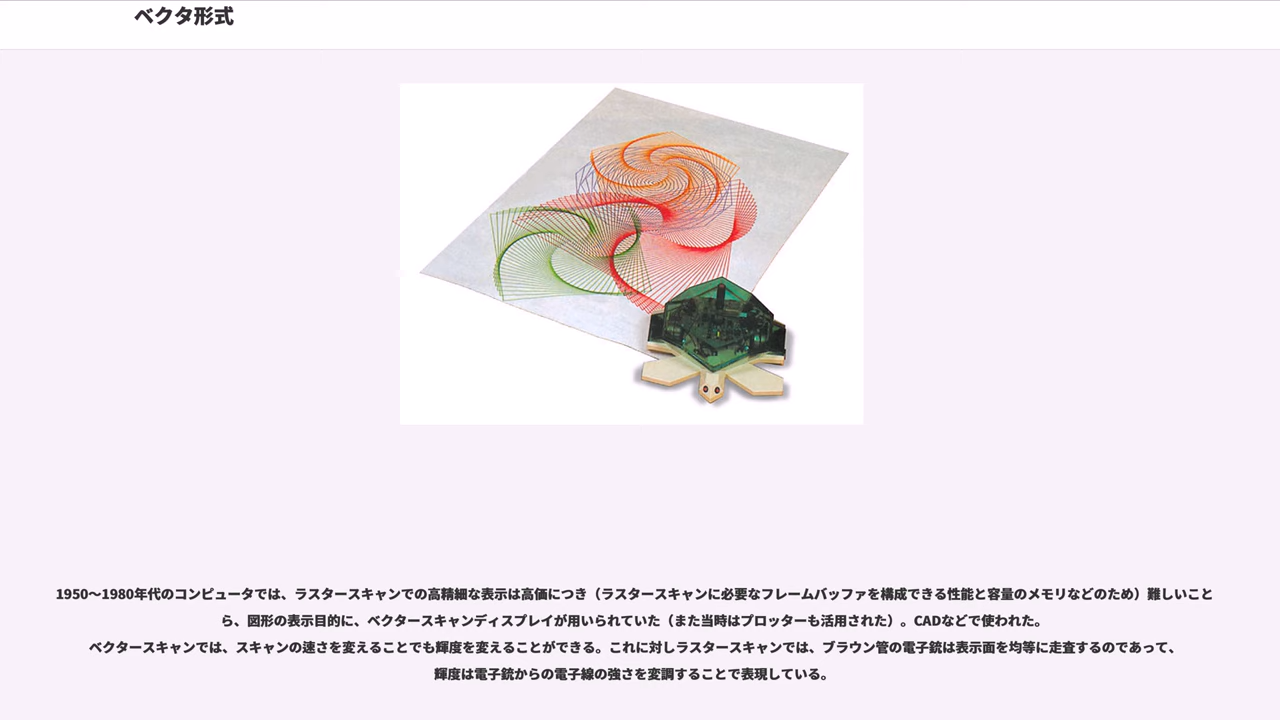 ベクタ形式
1950〜1980年代のコンピュータでは、ラスタースキャンでの高精細な表示は高価につき（ラスタースキャンに必要なフレームバッファを構成できる性能と容量のメモリなどのため）難しいこと
ら、図形の表示目的に、ベクタースキャンディスプレイが用いられていた（また当時はプロッターも活用された）。CADなどで使われた。
ベクタースキャンでは、スキャンの速さを変えることでも輝度を変えることができる。これに対しラスタースキャンでは、ブラウン管の電子銃は表示面を均等に走査するのであって、
輝度は電子銃からの電子線の強さを変調することで表現している。